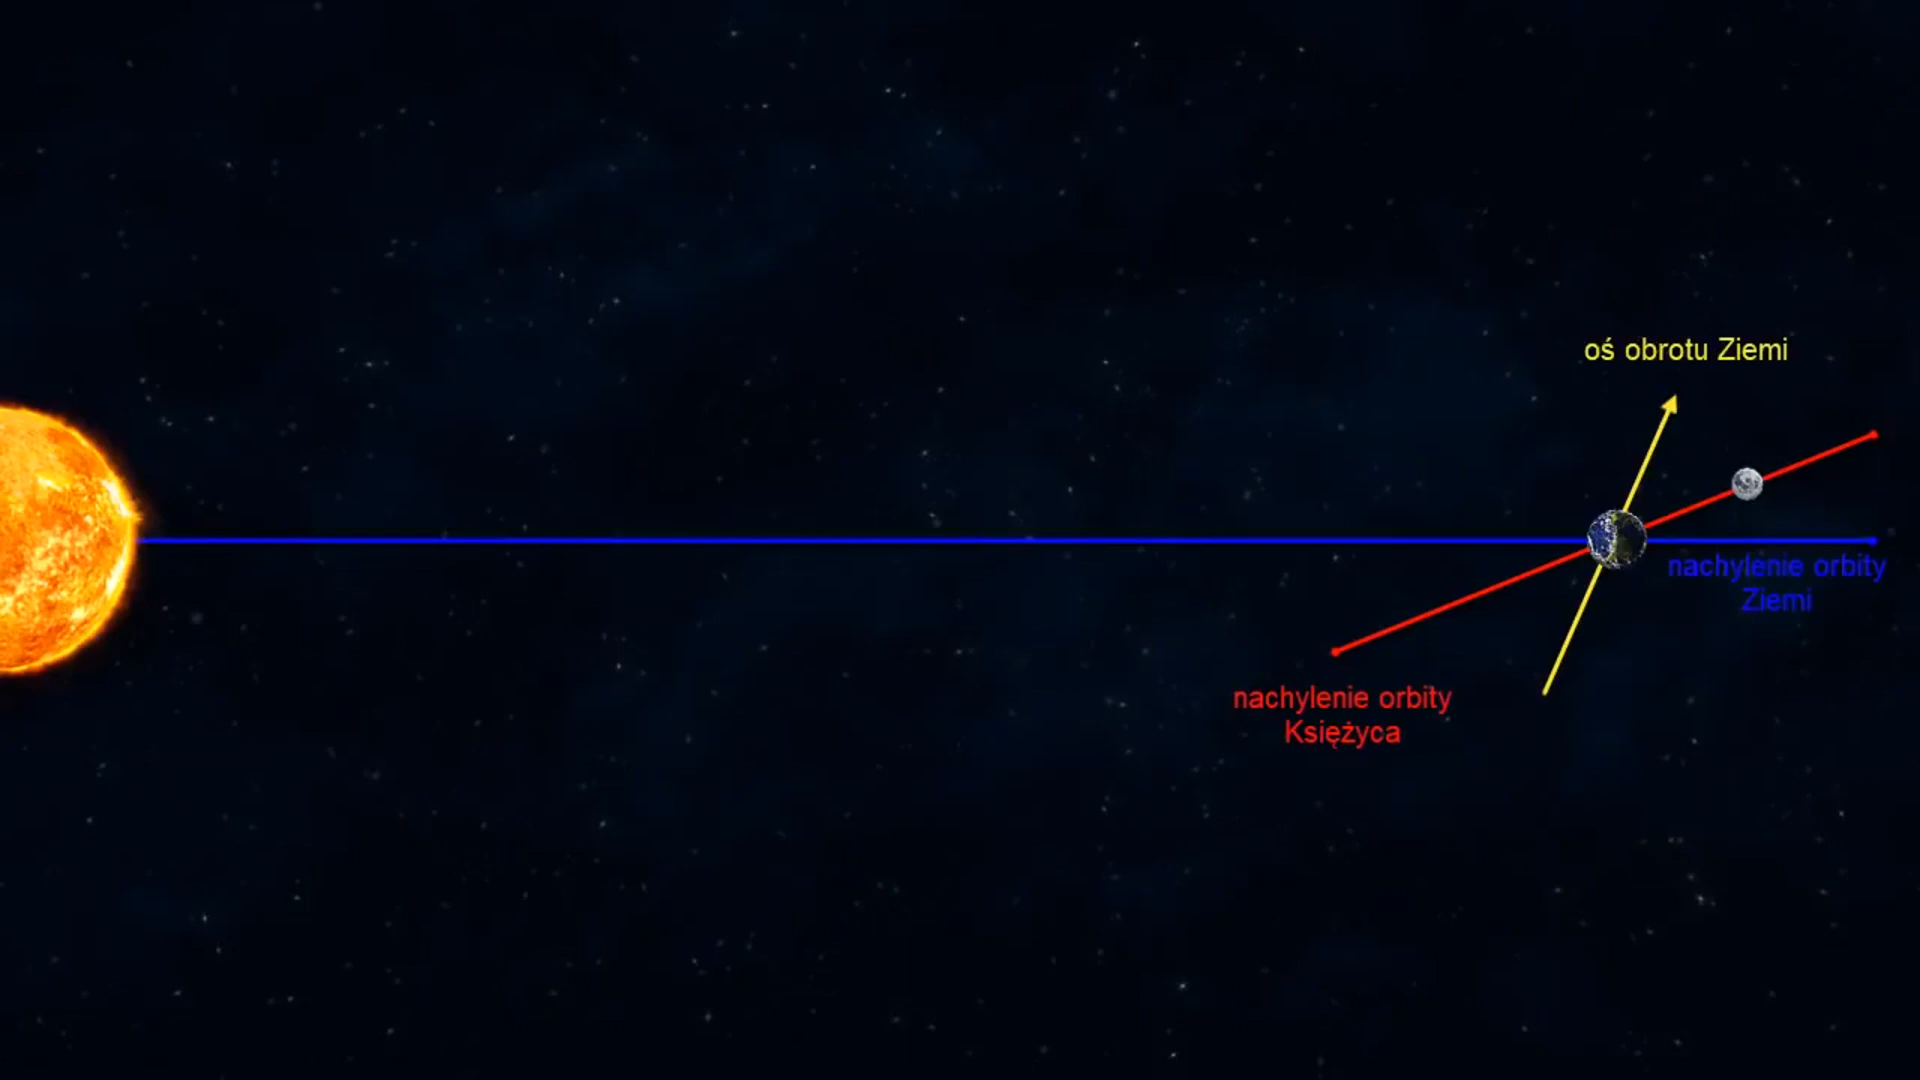 oś obrotu Ziemi
nachylenie orbity
Ziemi
nachylenie orbity
Księżyca